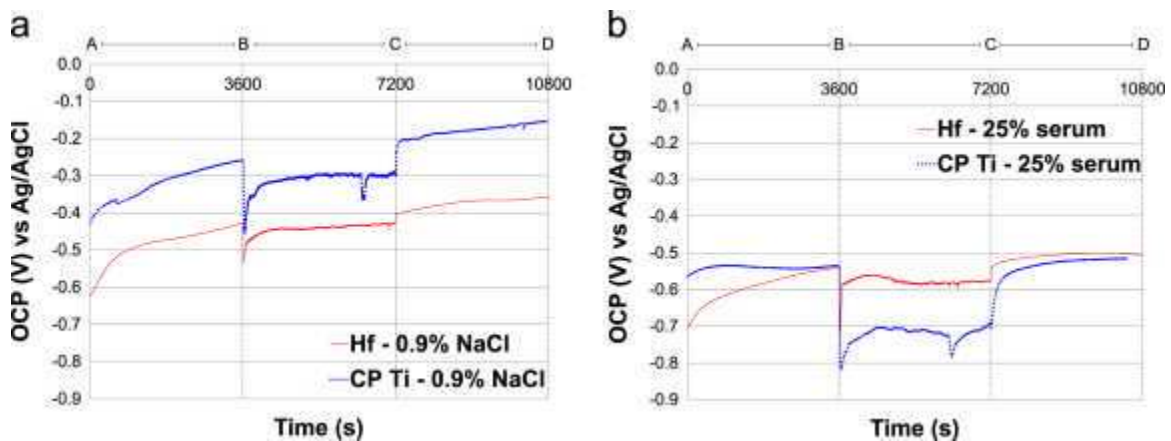 a
A B C D
0.0
0 3600 7200 10800
-0.1
-0.2
-0.3
-0.4
-0.5
-0.6
-0.7
-0.8
-0.9
OCP (V) vs Ag/AgCl
Hf - 0.9% NaCl
CP Ti - 0.9% NaCl
Time (s)
b
A B C D
0.0
0 3600 7200 10800
-0.1
-0.2
-0.3
-0.4
-0.5
-0.6
-0.7
-0.8
-0.9
OCP (V) vs Ag/AgCl
Hf - 25% serum
CP Ti - 25% serum
Time (s)